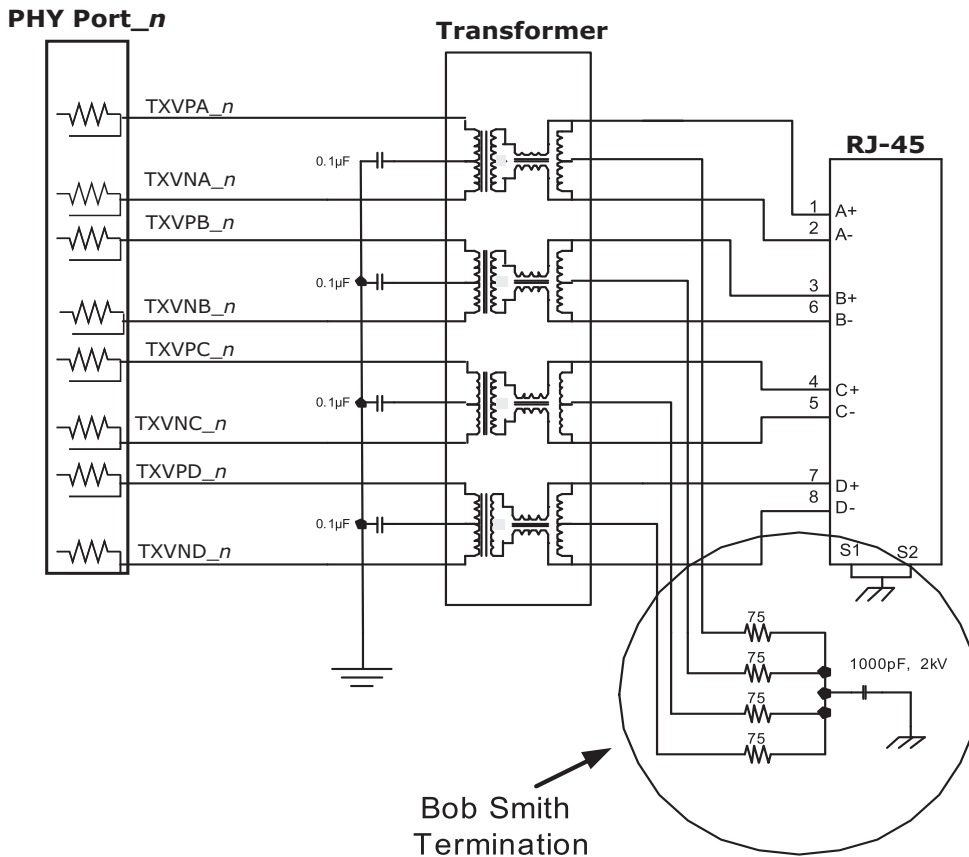 PHY Port_n
Transformer
TXVPA_n
0.1µF
TXVNA_n
TXVPB_n
0.1µF
TXVNB_n
TXVPC_n
0.1µF
TXVNC_n
TXVPD_n
0.1µF
TXVND_n
RJ-45
1 A+
2 A-
3 B+
6 B-
4 C+
5 C-
7 D+
8 D-
S1 S2
75
75
75
75
1000pF, 2kV
Bob Smith
Termination